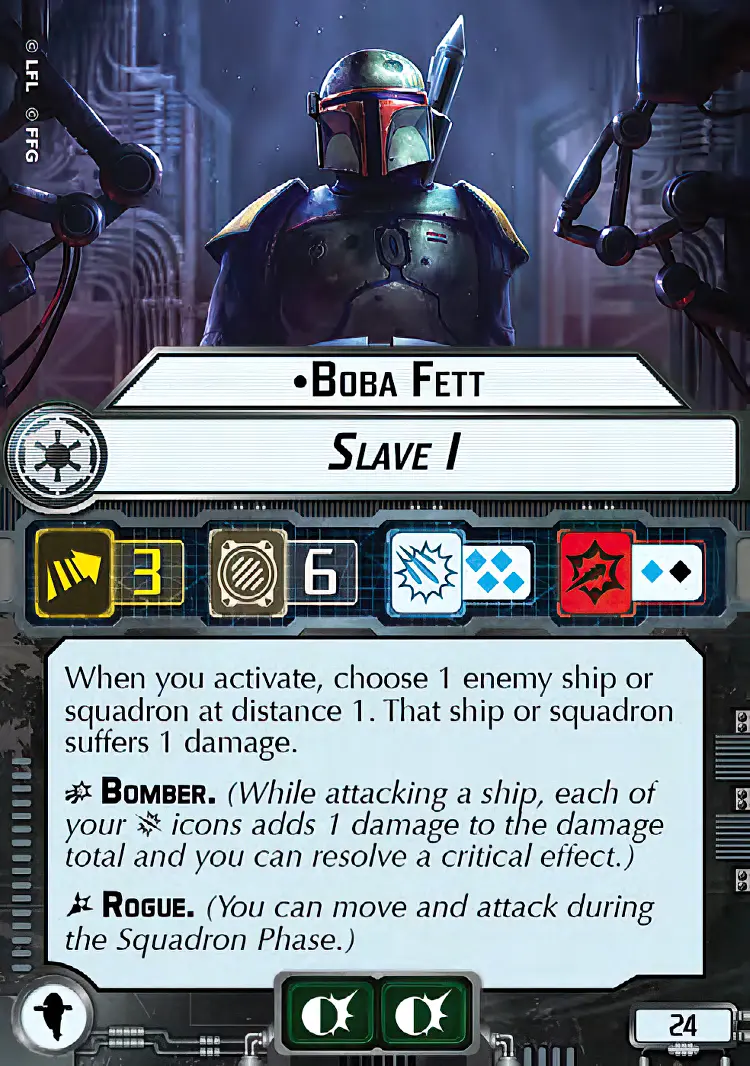 © LFL © FFG
•BOBA FETT
SLAVE I
3
6
When you activate, choose 1 enemy ship or
squadron at distance 1. That ship or squadron
suffers 1 damage.
BOMBER. (While attacking a ship, each of
your icons adds 1 damage to the damage
total and you can resolve a critical effect.)
ROGUE. (You can move and attack during
the Squadron Phase.)
24